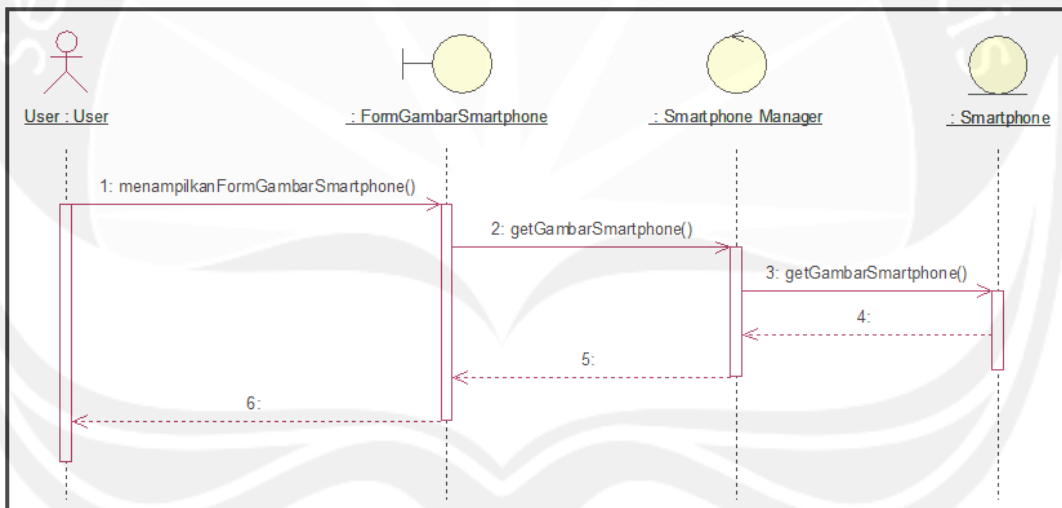 User : User
: FormGambarSmartphone
: Smartphone Manager
: Smartphone
1: menampilkanFormGambarSmartphone()
2: getGambarSmartphone()
3: getGambarSmartphone()
4:
5:
6: